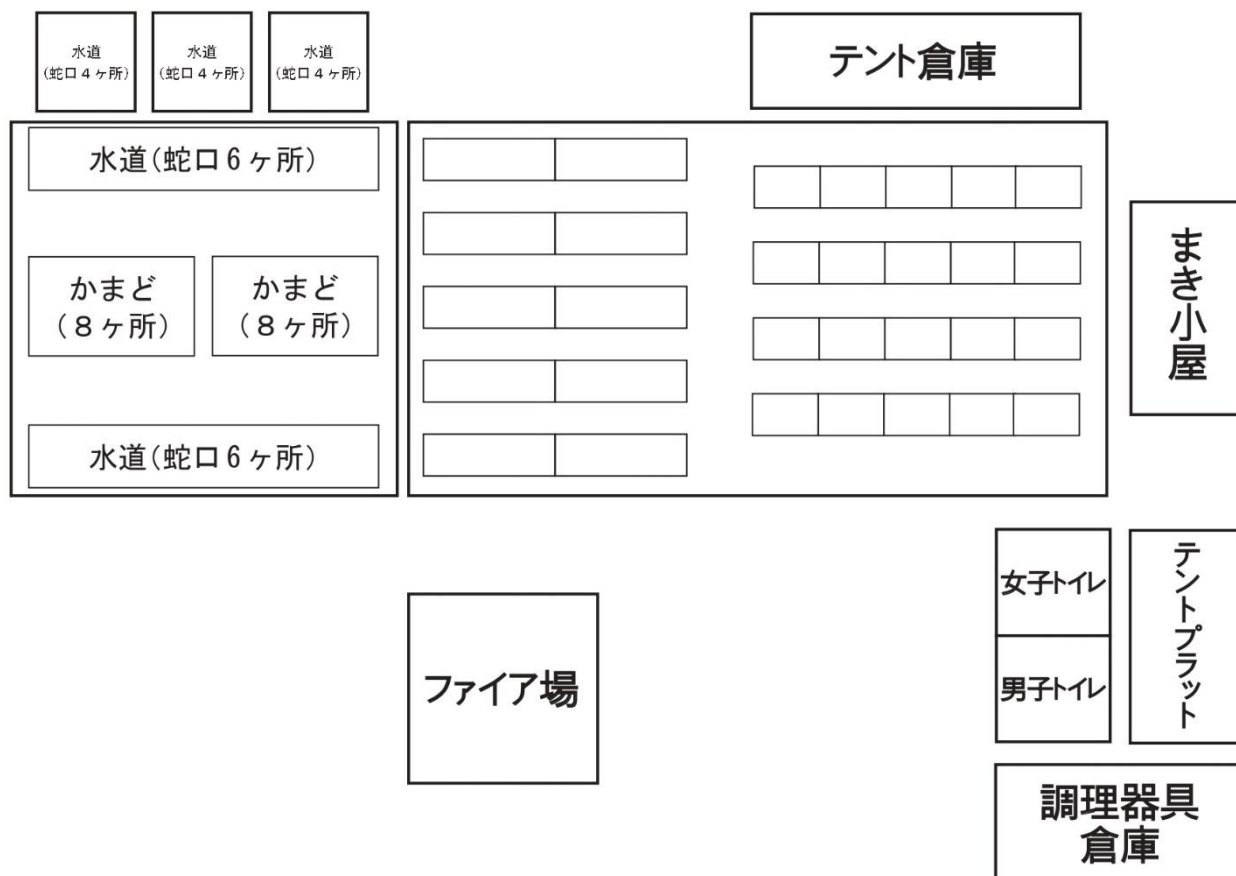 水道
(蛇口4ヶ所)
水道
(蛇口4ヶ所)
水道
(蛇口4ヶ所)
テント倉庫
水道(蛇口6ヶ所)
かまど
(8ヶ所)
かまど
(8ヶ所)
水道(蛇口6ヶ所)
まき小屋
女子トイレ
男子トイレ
テントプラット
ファイア場
調理器具
倉庫